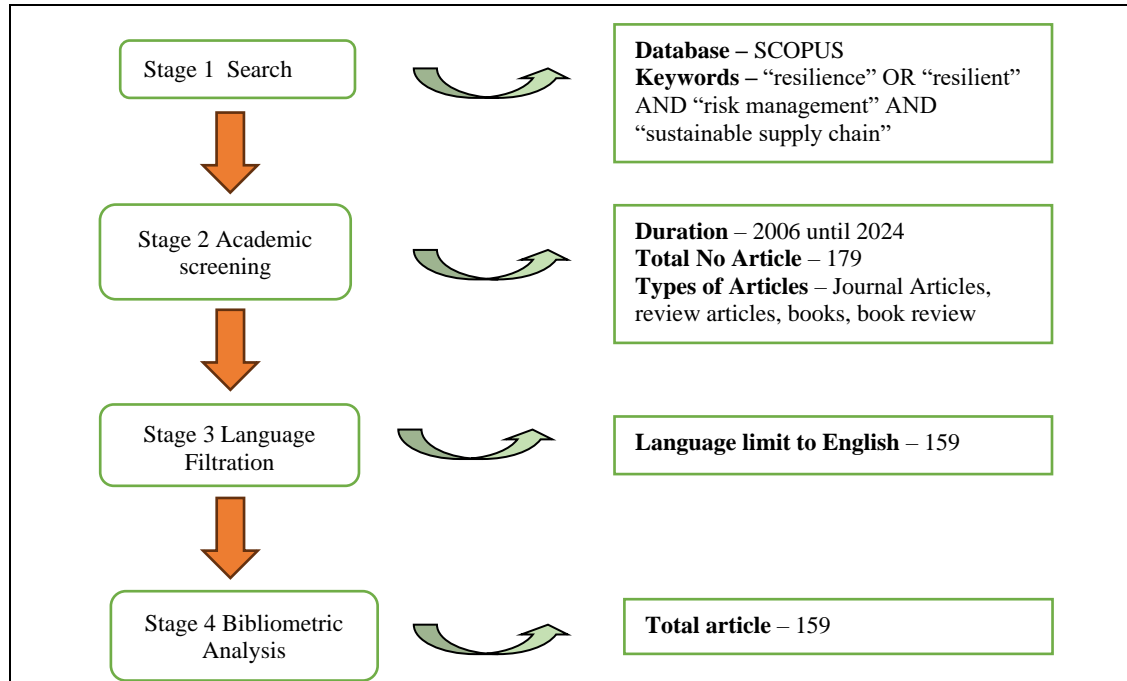 Stage 1  Search
Database – SCOPUS
Keywords – “resilience” OR “resilient”
AND “risk management” AND
“sustainable supply chain”
Stage 2 Academic
screening
Duration – 2006 until 2024
Total No Article – 179
Types of Articles – Journal Articles,
review articles, books, book review
Stage 3 Language
Filtration
Language limit to English – 159
Stage 4 Bibliometric
Analysis
Total article – 159